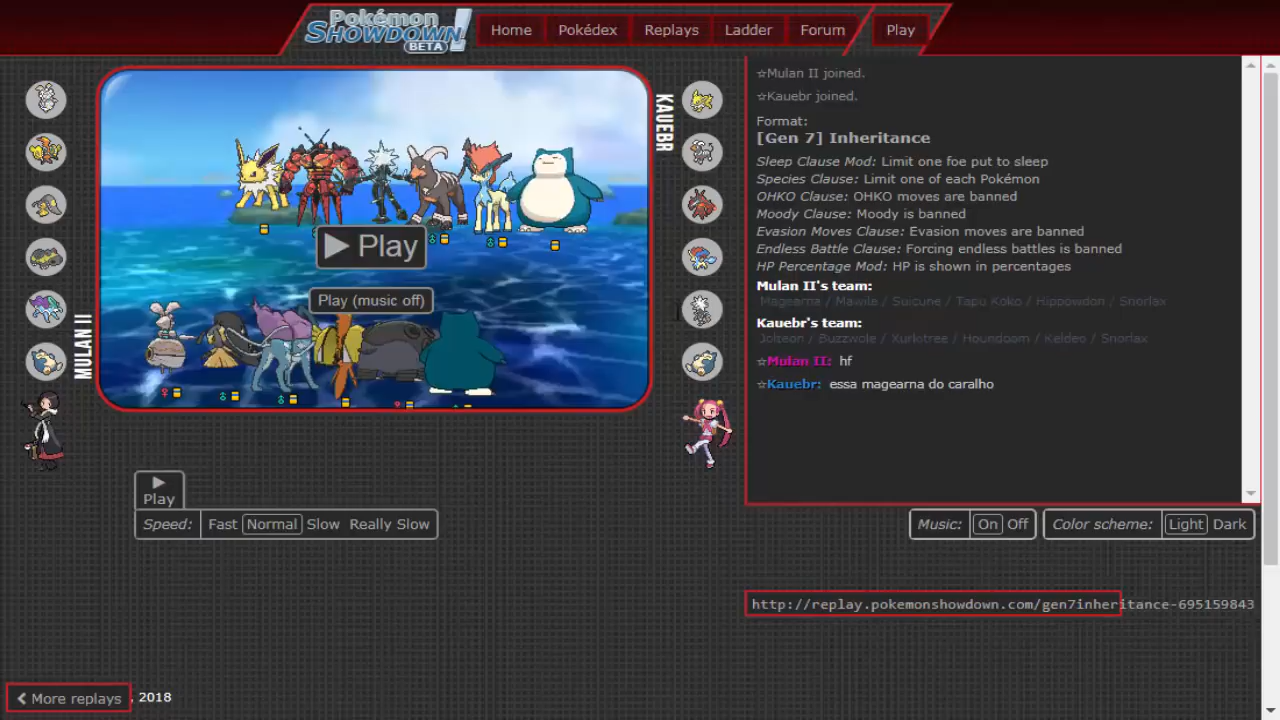 Pokémon
SHOWDOWN!
BETA
Home
Pokédex
Replays
Ladder
Forum
Play
KAUEBR
MULAN II
Play
Play (music off)
☆Mulan II joined.
☆Kauebr joined.
Format:
[Gen 7] Inheritance
Sleep Clause Mod: Limit one foe put to sleep
Species Clause: Limit one of each Pokémon
OHKO Clause: OHKO moves are banned
Moody Clause: Moody is banned
Evasion Moves Clause: Evasion moves are banned
Endless Battle Clause: Forcing endless battles is banned
HP Percentage Mod: HP is shown in percentages
Mulan II's team:
Magearna / Mawile / Suicune / Tapu Koko / Hippowdon / Snorlax
Kauebr's team:
Jolteon / Buzzwole / Xurkitree / Houndoom / Keldeo / Snorlax
☆Mulan II: hf
☆Kauebr: essa magearna do caralho
Play
Speed: Fast Normal Slow Really Slow
Music: On Off
Color scheme: Light Dark
http://replay.pokemonshowdown.com/gen7inheritance-695159843
More replays
, 2018